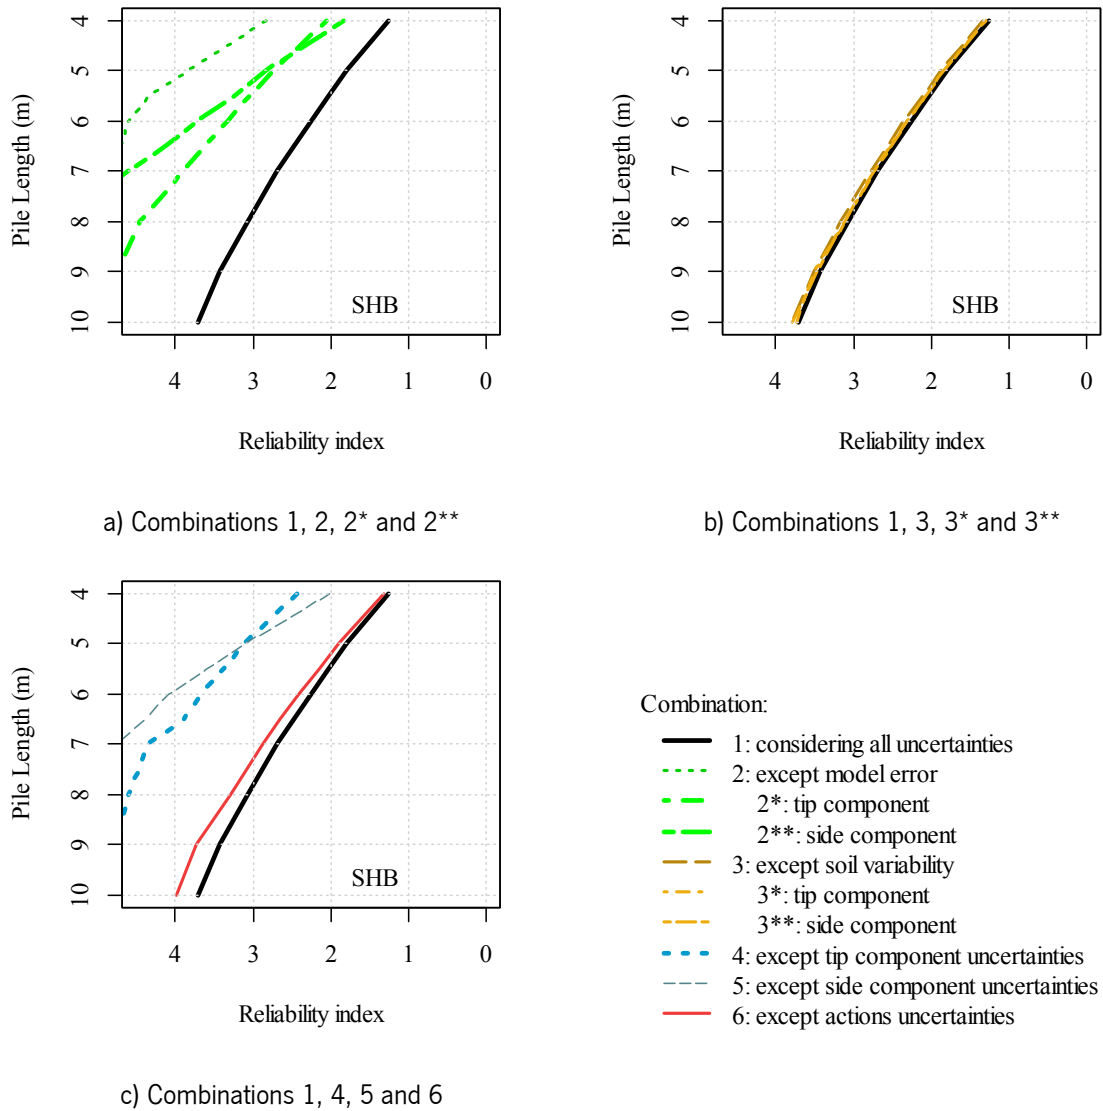 4
5
6
7
8
9
10
Pile Length (m)
SHB
4 3 2 1 0
Reliability index
a) Combinations 1, 2, 2* and 2**
4
5
6
7
8
9
10
Pile Length (m)
SHB
4 3 2 1 0
Reliability index
b) Combinations 1, 3, 3* and 3**
4
5
6
7
8
9
10
Pile Length (m)
SHB
4 3 2 1 0
Reliability index
c) Combinations 1, 4, 5 and 6
Combination:
1: considering all uncertainties
2: except model error
2*: tip component
2**: side component
3: except soil variability
3*: tip component
3**: side component
4: except tip component uncertainties
5: except side component uncertainties
6: except actions uncertainties